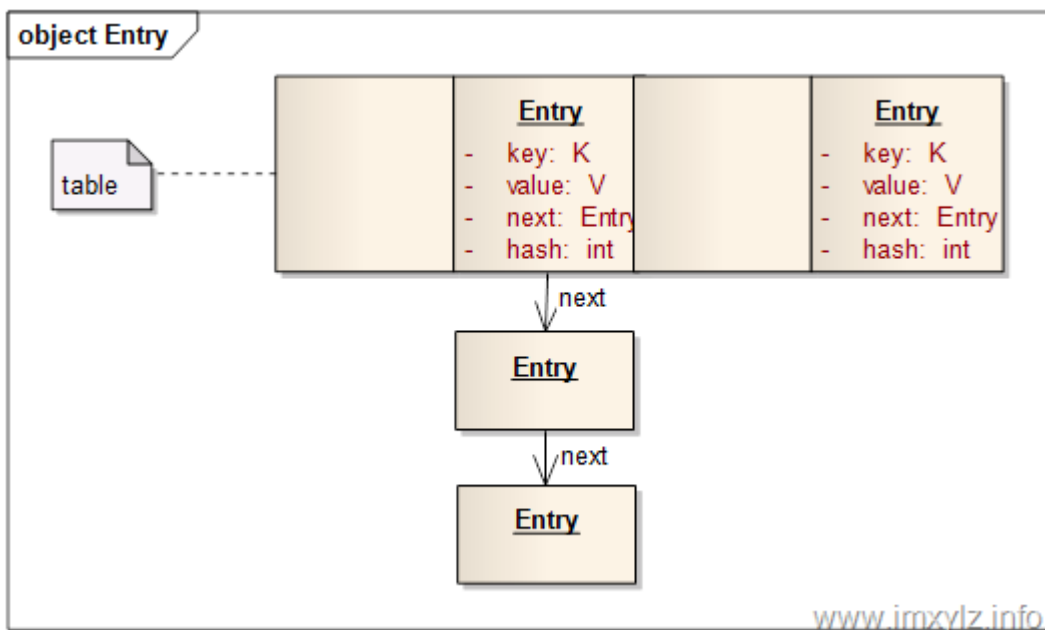 object Entry
table
Entry
- key: K
- value: V
- next: Entry
- hash: int
Entry
- key: K
- value: V
- next: Entry
- hash: int
next
Entry
next
Entry
www.imxylz.info